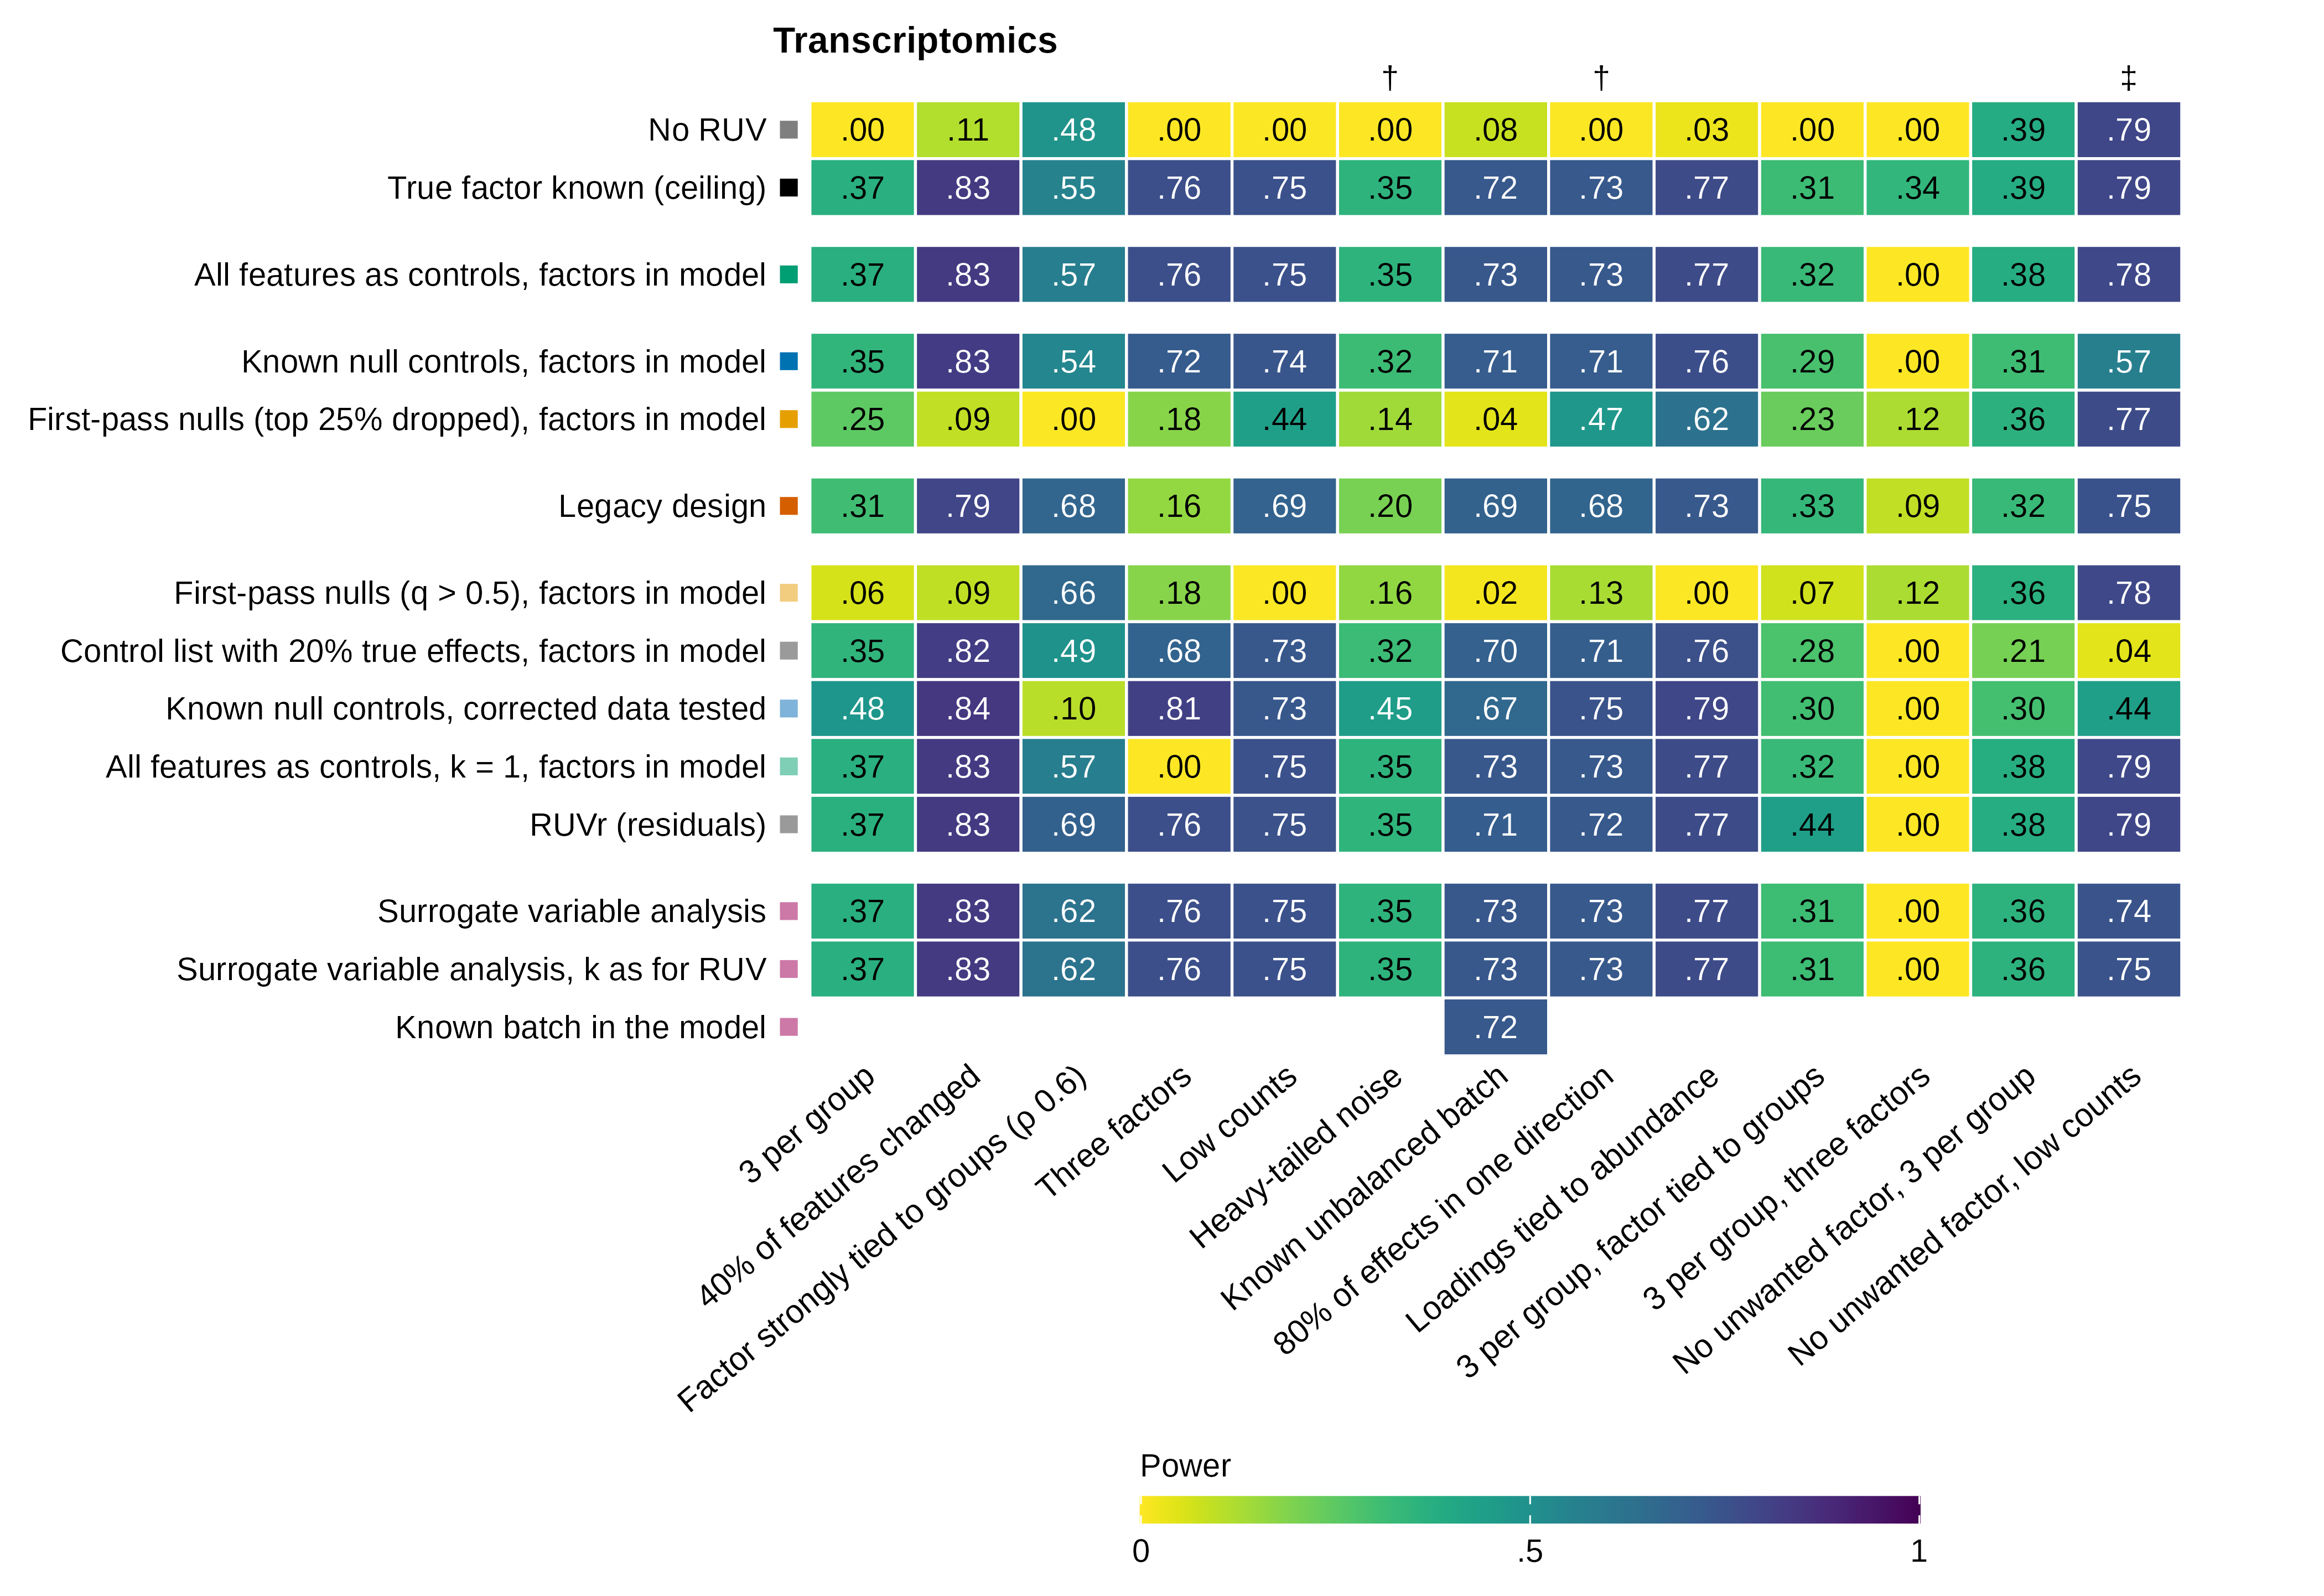 Transcriptomics
† † ‡
No RUV .00 .11 .48 .00 .00 .00 .08 .00 .03 .00 .00 .39 .79
True factor known (ceiling) .37 .83 .55 .76 .75 .35 .72 .73 .77 .31 .34 .39 .79
All features as controls, factors in model .37 .83 .57 .76 .75 .35 .73 .73 .77 .32 .00 .38 .78
Known null controls, factors in model .35 .83 .54 .72 .74 .32 .71 .71 .76 .29 .00 .31 .57
First-pass nulls (top 25% dropped), factors in model .25 .09 .00 .18 .44 .14 .04 .47 .62 .23 .12 .36 .77
Legacy design .31 .79 .68 .16 .69 .20 .69 .68 .73 .33 .09 .32 .75
First-pass nulls (q > 0.5), factors in model .06 .09 .66 .18 .00 .16 .02 .13 .00 .07 .12 .36 .78
Control list with 20% true effects, factors in model .35 .82 .49 .68 .73 .32 .70 .71 .76 .28 .00 .21 .04
Known null controls, corrected data tested .48 .84 .10 .81 .73 .45 .67 .75 .79 .30 .00 .30 .44
All features as controls, k = 1, factors in model .37 .83 .57 .00 .75 .35 .73 .73 .77 .32 .00 .38 .79
RUVr (residuals) .37 .83 .69 .76 .75 .35 .71 .72 .77 .44 .00 .38 .79
Surrogate variable analysis .37 .83 .62 .76 .75 .35 .73 .73 .77 .31 .00 .36 .74
Surrogate variable analysis, k as for RUV .37 .83 .62 .76 .75 .35 .73 .73 .77 .31 .00 .36 .75
Known batch in the model .72
3 per group
40% of features changed
Factor strongly tied to groups (ρ 0.6)
Three factors
Low counts
Heavy-tailed noise
Known unbalanced batch
80% of effects in one direction
Loadings tied to abundance
3 per group, factor tied to groups
3 per group, three factors
No unwanted factor, 3 per group
No unwanted factor, low counts
Power
0 .5 1